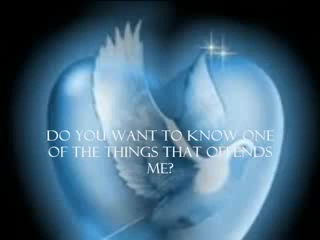 DO YOU WANT TO KNOW ONE
OF THE THINGS THAT OFFENDS
ME?